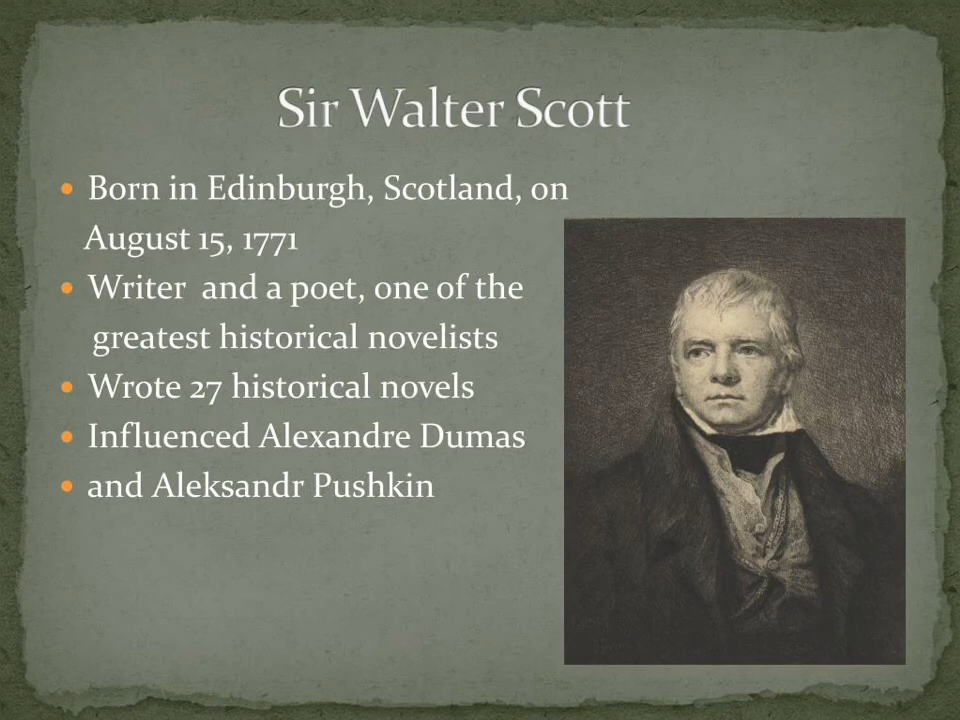 Sir Walter Scott
• Born in Edinburgh, Scotland, on
August 15, 1771
• Writer  and a poet, one of the
greatest historical novelists
• Wrote 27 historical novels
• Influenced Alexandre Dumas
• and Aleksandr Pushkin